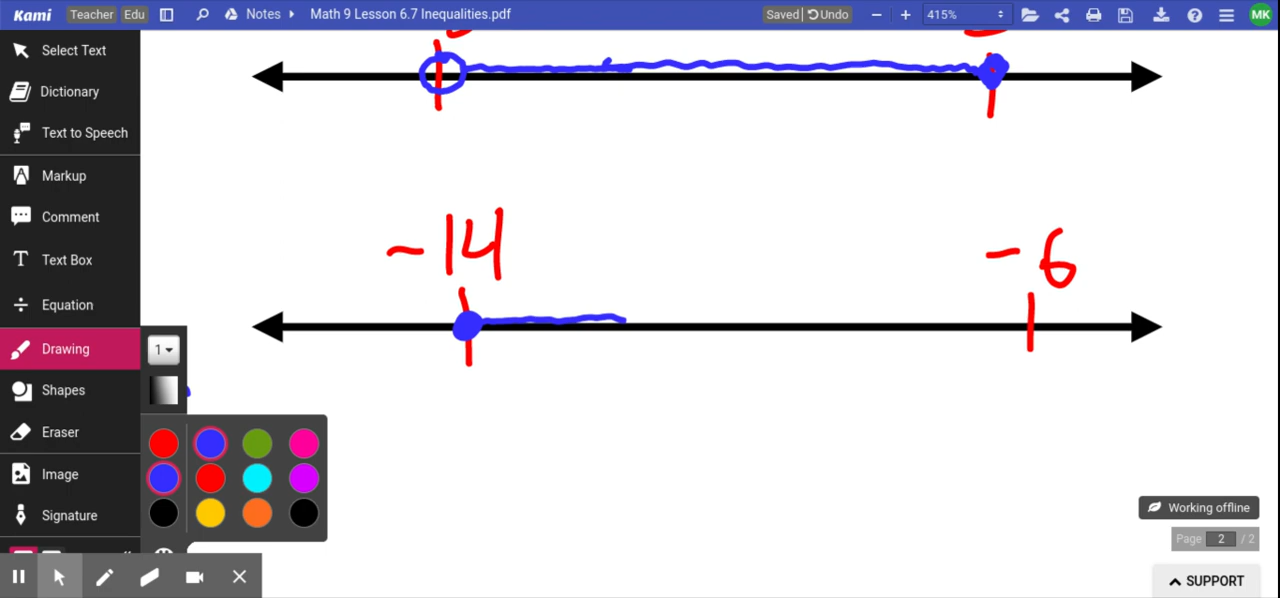 Kami Teacher Edu Notes Math 9 Lesson 6.7 Inequalities.pdf Saved Undo 415% MK
Select Text
Dictionary
Text to Speech
Markup
Comment
Text Box
Equation
Drawing
1
Shapes
Eraser
Image
Signature
-14
-6
Working offline
Page 2 / 2
SUPPORT